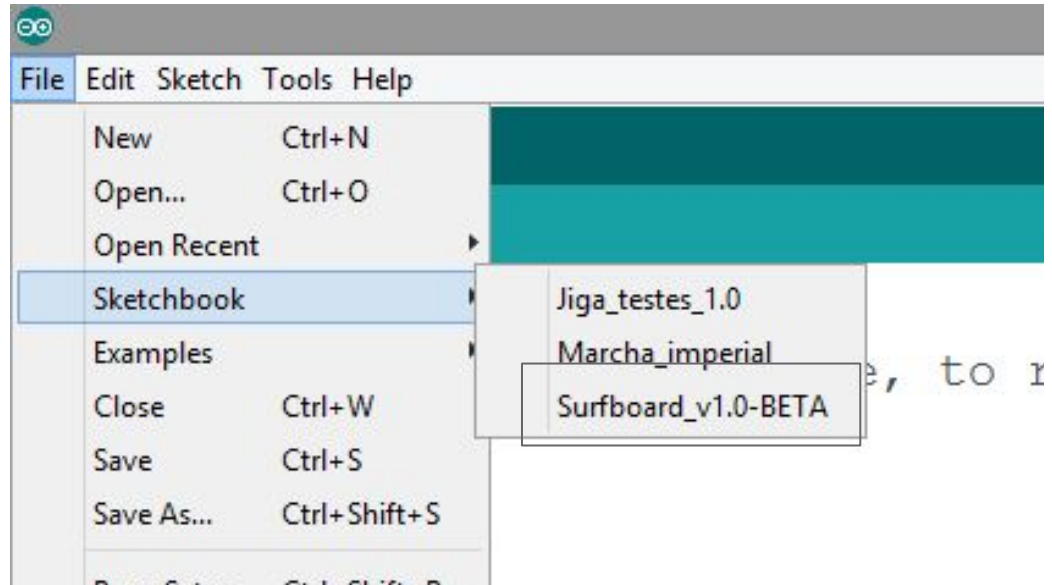 File Edit Sketch Tools Help
New Ctrl+N
Open... Ctrl+O
Open Recent
Sketchbook
Jiga_testes_1.0
Examples
Marcha_imperial
, to
Close Ctrl+W
Surfboard_v1.0-BETA
Save Ctrl+S
Save As... Ctrl+Shift+S